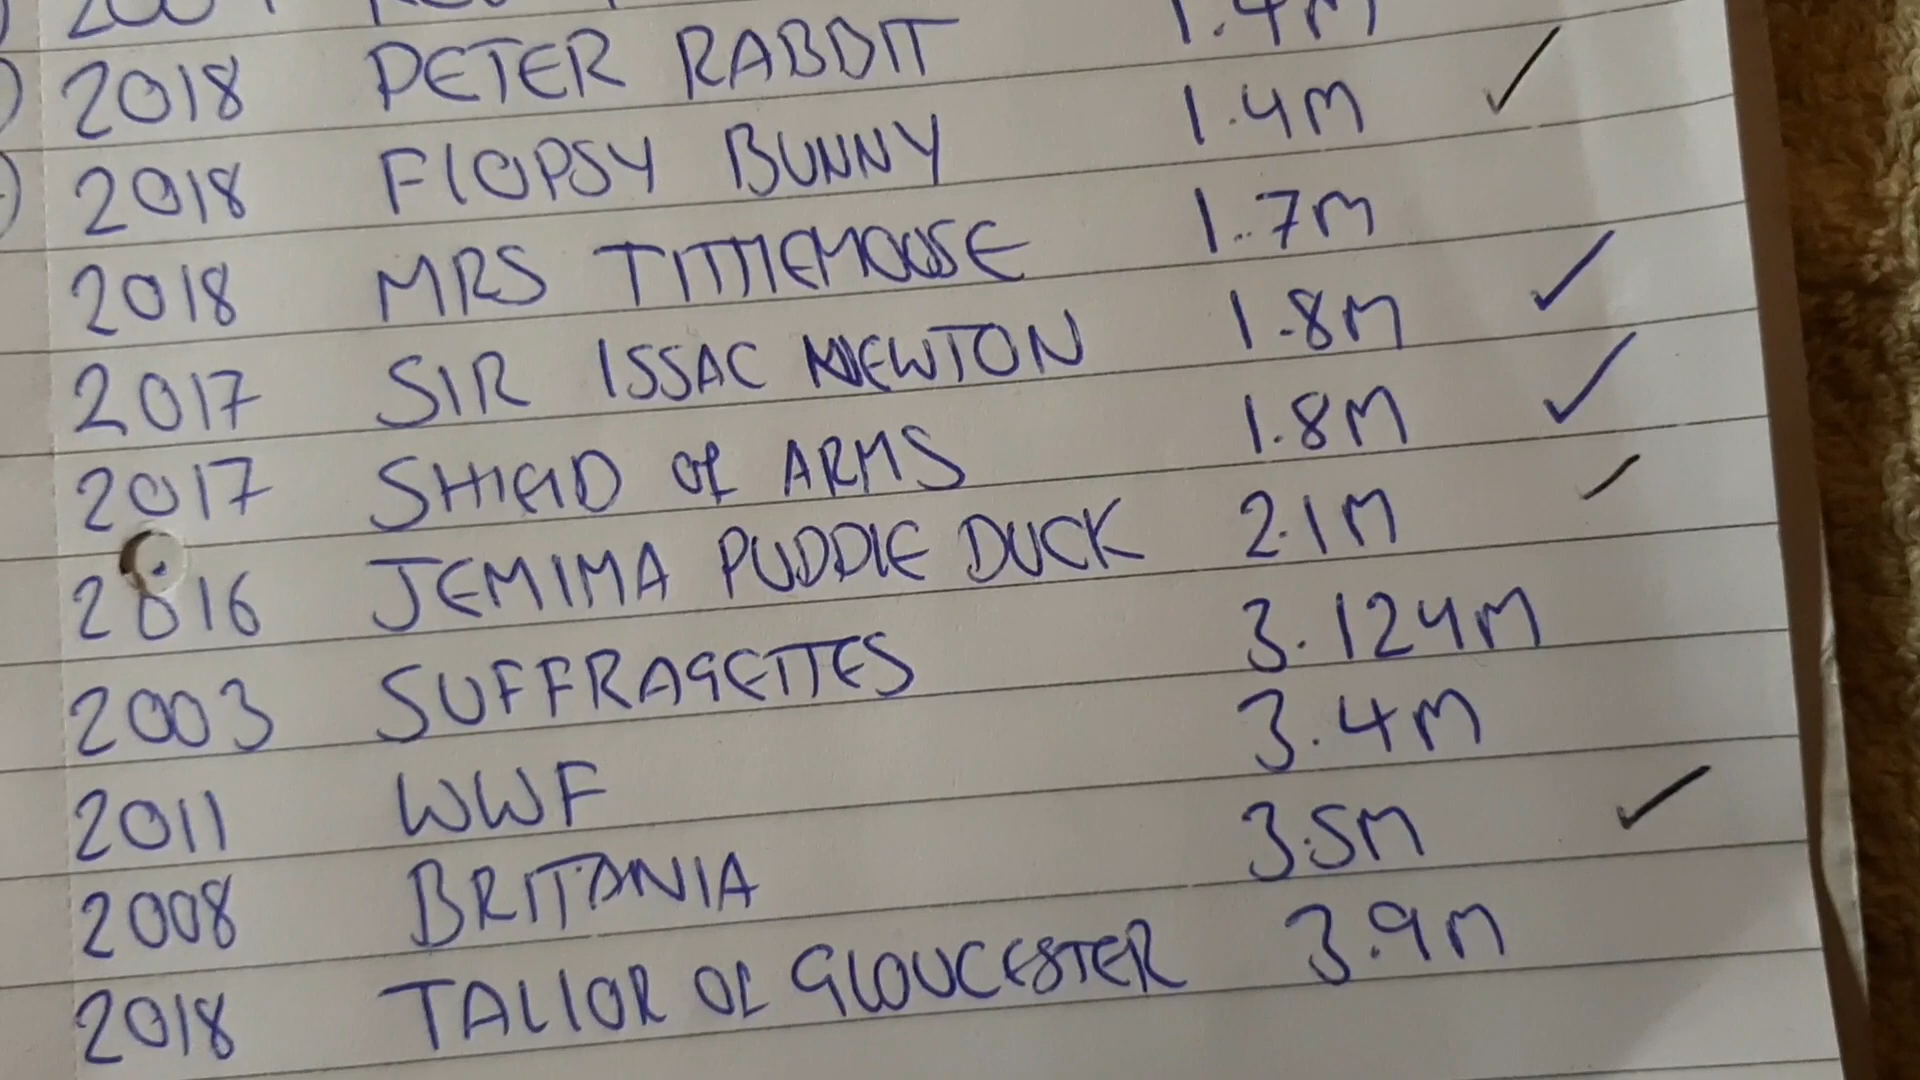 2018 PETER RABBIT 1.4M
2018 FLOPSY BUNNY 1.4M ✓
2018 MRS TITTLEMOUSE 1.7M
2017 SIR ISSAC NEWTON 1.8M ✓
2017 SHIELD OF ARMS 1.8M ✓
2016 JEMIMA PUDDLE DUCK 2.1M
2003 SUFFRAGETTES 3.124M
2011 WWF 3.4M
2008 BRITANIA 3.5M ✓
2018 TALIOR OF GLOUCESTER 3.9M